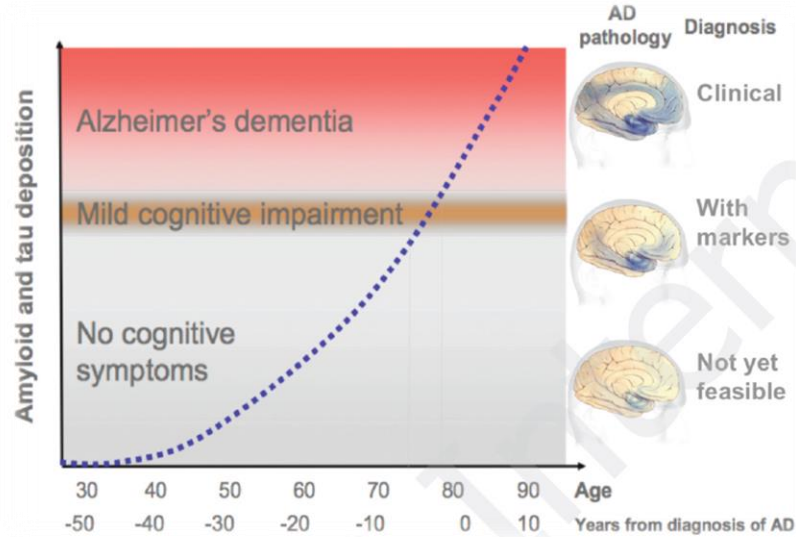 AD
pathology
Diagnosis
Amyloid and tau deposition
Alzheimer's dementia
Clinical
Mild cognitive impairment
With
markers
No cognitive
symptoms
Not yet
feasible
30 40 50 60 70 80 90 Age
-50 -40 -30 -20 -10 0 10 Years from diagnosis of AD